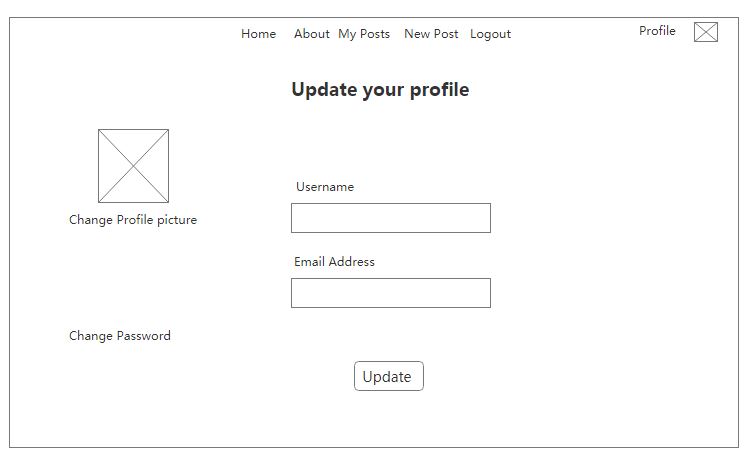 Home About My Posts New Post Logout Profile
Update your profile
Username
Change Profile picture
Email Address
Change Password
Update